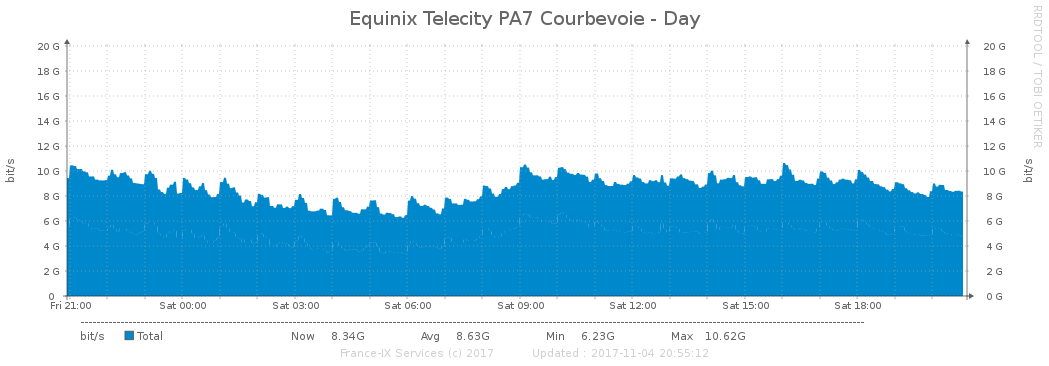 Equinix Telecity PA7 Courbevoie - Day
RRDTOOL / TOBI OETIKER
bit/s
bit/s
20 G 20 G
18 G 18 G
16 G 16 G
14 G 14 G
12 G 12 G
10 G 10 G
8 G 8 G
6 G 6 G
4 G 4 G
2 G 2 G
0 0 G
Fri 21:00 Sat 00:00 Sat 03:00 Sat 06:00 Sat 09:00 Sat 12:00 Sat 15:00 Sat 18:00
bit/s Total Now 8.34G Avg 8.63G Min 6.23G Max 10.62G
France-IX Services (c) 2017 Updated : 2017-11-04 20:55:12